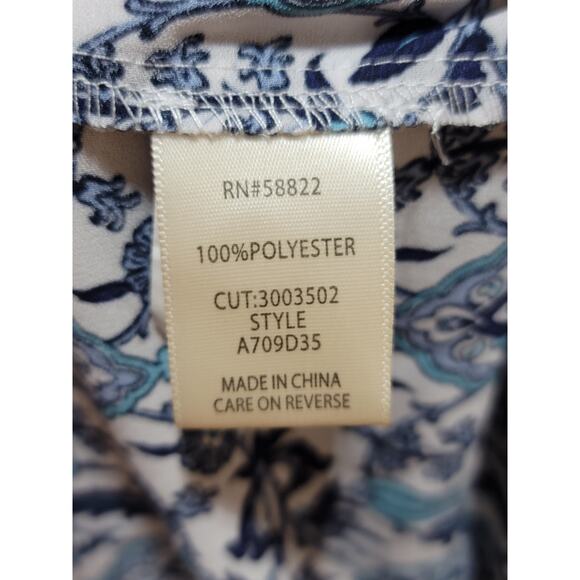 RN#58822
100%POLYESTER
CUT:3003502
STYLE
A709D35
MADE IN CHINA
CARE ON REVERSE